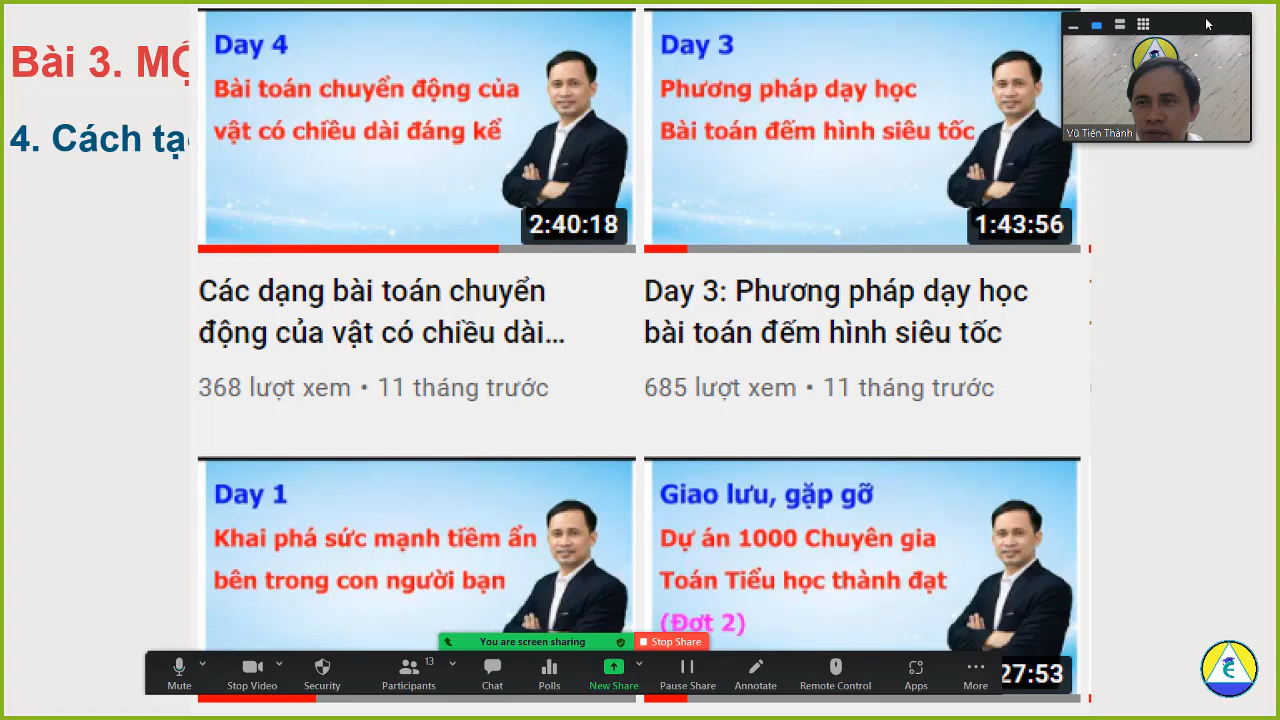 Bài 3. MỘ
4. Cách tạo
Day 4
Bài toán chuyển động của
vật có chiều dài đáng kể
2:40:18
Day 3
Phương pháp dạy học
Bài toán đếm hình siêu tốc
1:43:56
Vũ Tiến Thành
Các dạng bài toán chuyển
động của vật có chiều dài...
368 lượt xem • 11 tháng trước
Day 3: Phương pháp dạy học
bài toán đếm hình siêu tốc
685 lượt xem • 11 tháng trước
Day 1
Khai phá sức mạnh tiềm ẩn
bên trong con người bạn
Giao lưu, gặp gỡ
Dự án 1000 Chuyên gia
Toán Tiểu học thành đạt
(Đợt 2)
27:53
You are screen sharing
Stop Share
Mute
Stop Video
Security
Participants
13
Chat
Polls
New Share
Pause Share
Annotate
Remote Control
Apps
More